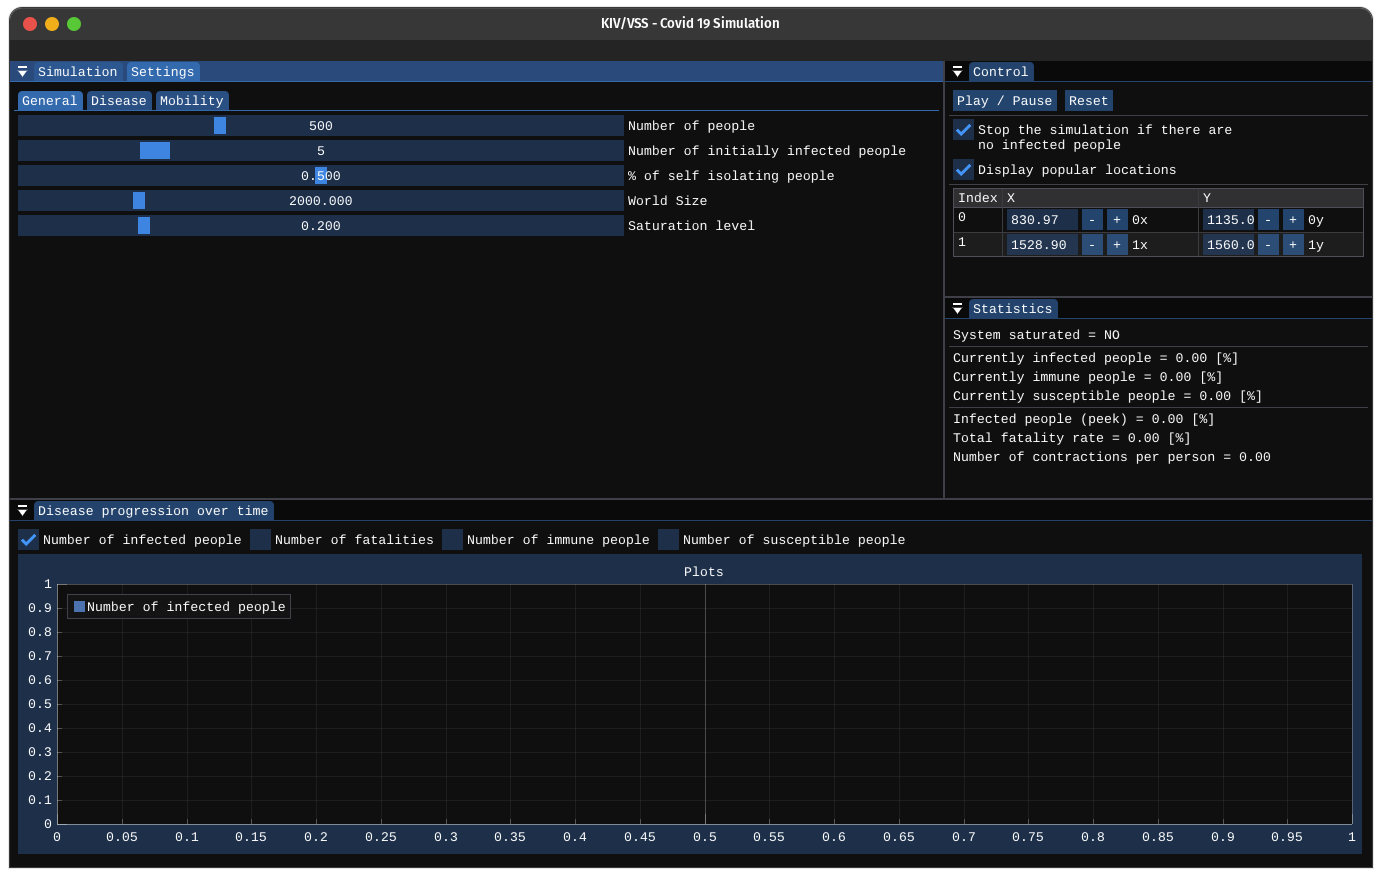 KIV/VSS - Covid 19 Simulation
Simulation Settings
General Disease Mobility
500 Number of people
5 Number of initially infected people
0.500 % of self isolating people
2000.000 World Size
0.200 Saturation level
Control
Play / Pause Reset
Stop the simulation if there are
no infected people
Display popular locations
Index X Y
0 830.97 - + 0x 1135.0 - + 0y
1 1528.90 - + 1x 1560.0 - + 1y
Statistics
System saturated = NO
Currently infected people = 0.00 [%]
Currently immune people = 0.00 [%]
Currently susceptible people = 0.00 [%]
Infected people (peek) = 0.00 [%]
Total fatality rate = 0.00 [%]
Number of contractions per person = 0.00
Disease progression over time
Number of infected people Number of fatalities Number of immune people Number of susceptible people
Plots
Number of infected people
1
0.9
0.8
0.7
0.6
0.5
0.4
0.3
0.2
0.1
0
0 0.05 0.1 0.15 0.2 0.25 0.3 0.35 0.4 0.45 0.5 0.55 0.6 0.65 0.7 0.75 0.8 0.85 0.9 0.95 1